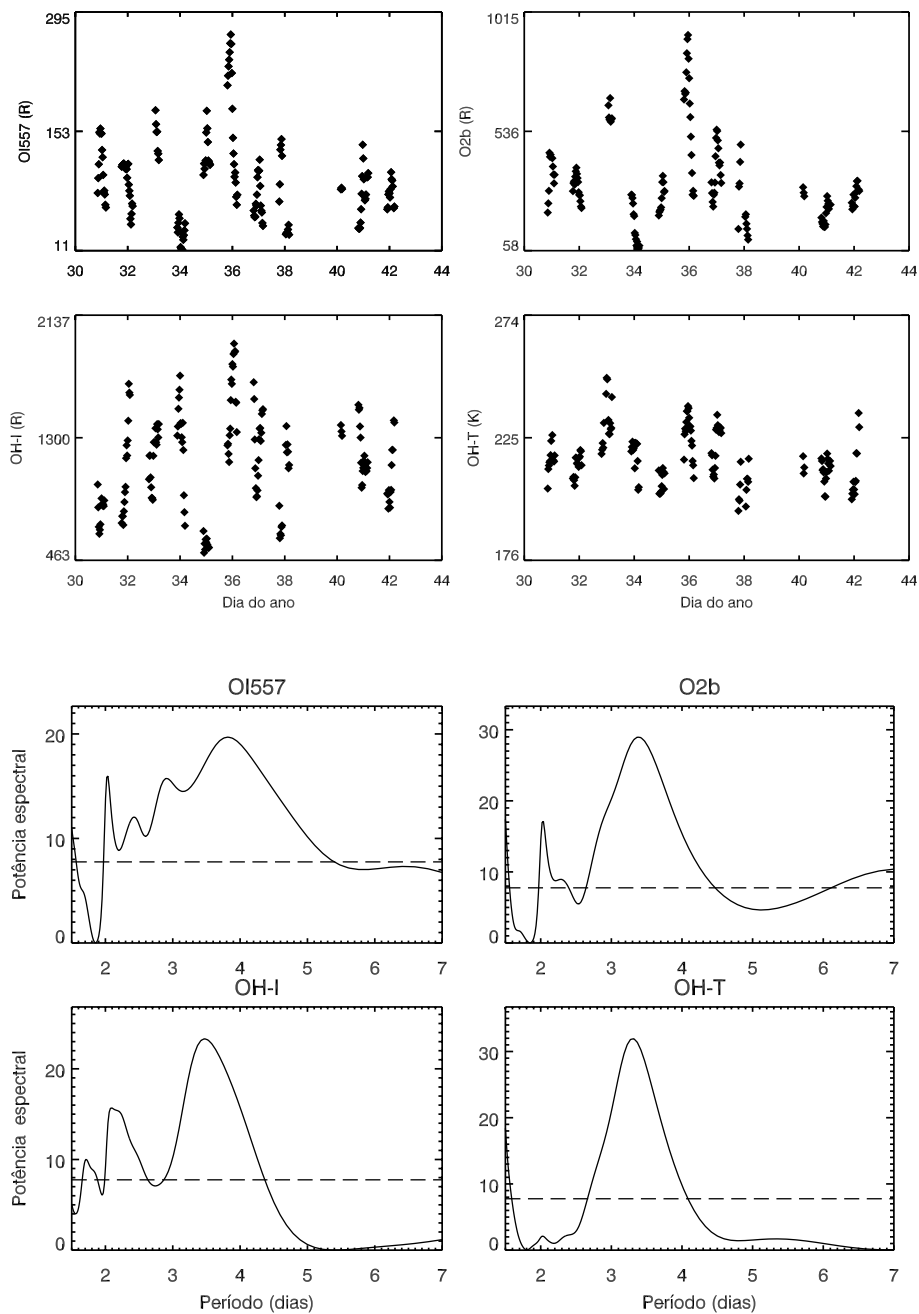 295
153
11
OI557 (R)
30 32 34 36 38 40 42 44
1015
536
58
O2b (R)
30 32 34 36 38 40 42 44
2137
1300
463
OH-I (R)
30 32 34 36 38 40 42 44
Dia do ano
274
225
176
OH-T (K)
30 32 34 36 38 40 42 44
Dia do ano
OI557
20
10
0
Potência espectral
2 3 4 5 6 7
O2b
30
20
10
0
2 3 4 5 6 7
OH-I
20
10
0
Potência espectral
2 3 4 5 6 7
Período (dias)
OH-T
30
20
10
0
2 3 4 5 6 7
Período (dias)